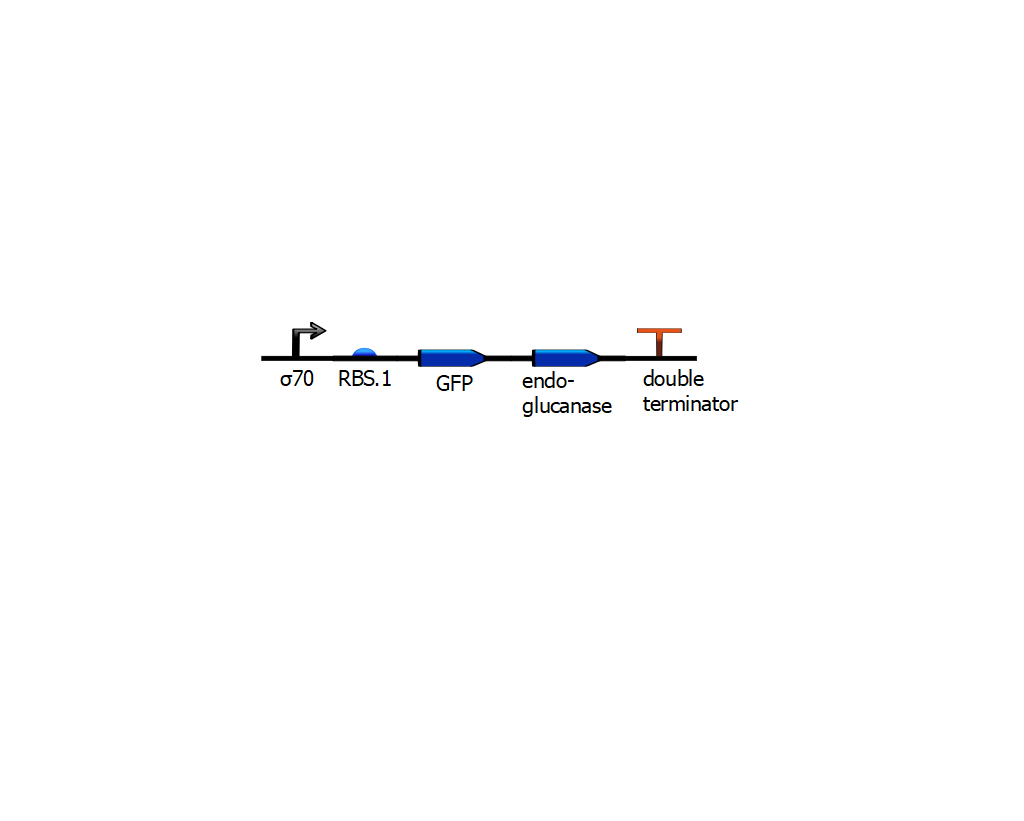 σ70
RBS.1
GFP
endo-
glucanase
double
terminator